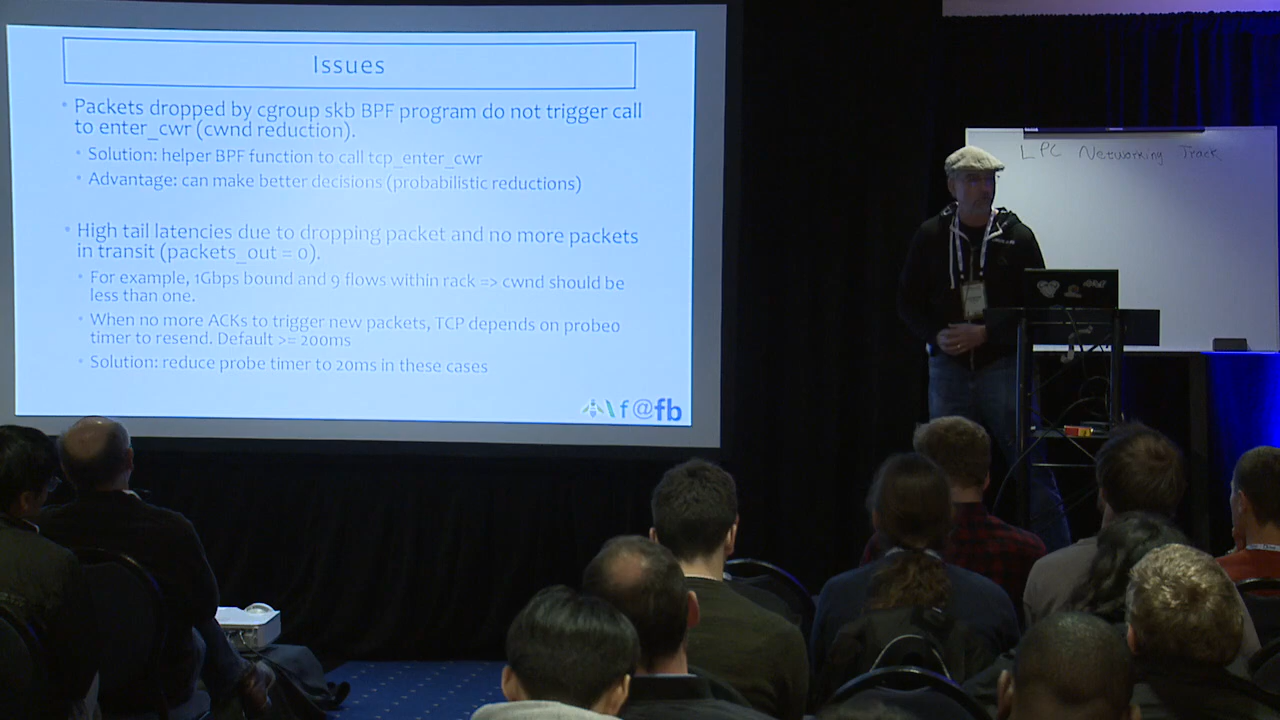 Issues
Packets dropped by cgroup skb BPF program do not trigger call
to enter_cwr (cwnd reduction).
Solution: helper BPF function to call tcp_enter_cwr
Advantage: can make better decisions (probabilistic reductions)
High tail latencies due to dropping packet and no more packets
in transit (packets_out = 0).
For example, 1Gbps bound and 9 flows within rack => cwnd should be
less than one.
When no more ACKs to trigger new packets, TCP depends on probe0
timer to resend. Default >= 200ms
Solution: reduce probe timer to 20ms in these cases
f@fb
LPC Networking Track